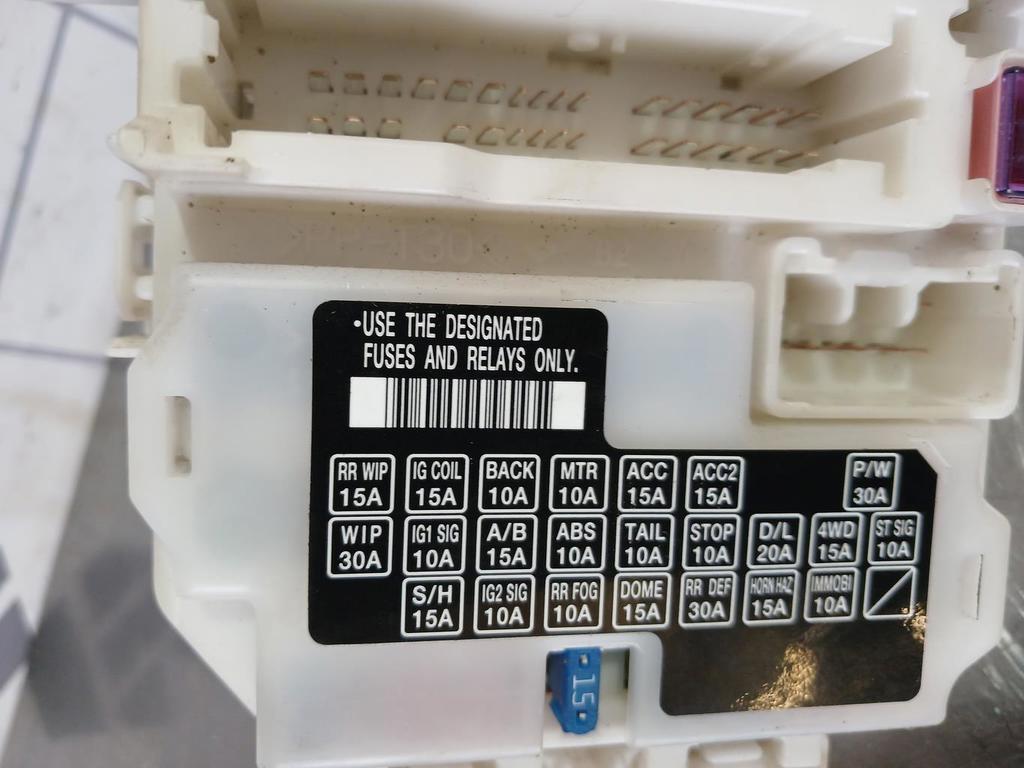 •USE THE DESIGNATED
FUSES AND RELAYS ONLY.
RR WIP IG COIL BACK MTR ACC ACC2 P/W
15A 15A 10A 10A 15A 15A 30A
WIP IG1 SIG A/B ABS TAIL STOP D/L 4WD ST SIG
30A 10A 15A 10A 10A 10A 20A 15A 10A
S/H IG2 SIG RR FOG DOME RR DEF HORN HAZ IMMOBI
15A 10A 10A 15A 30A 15A 10A
15